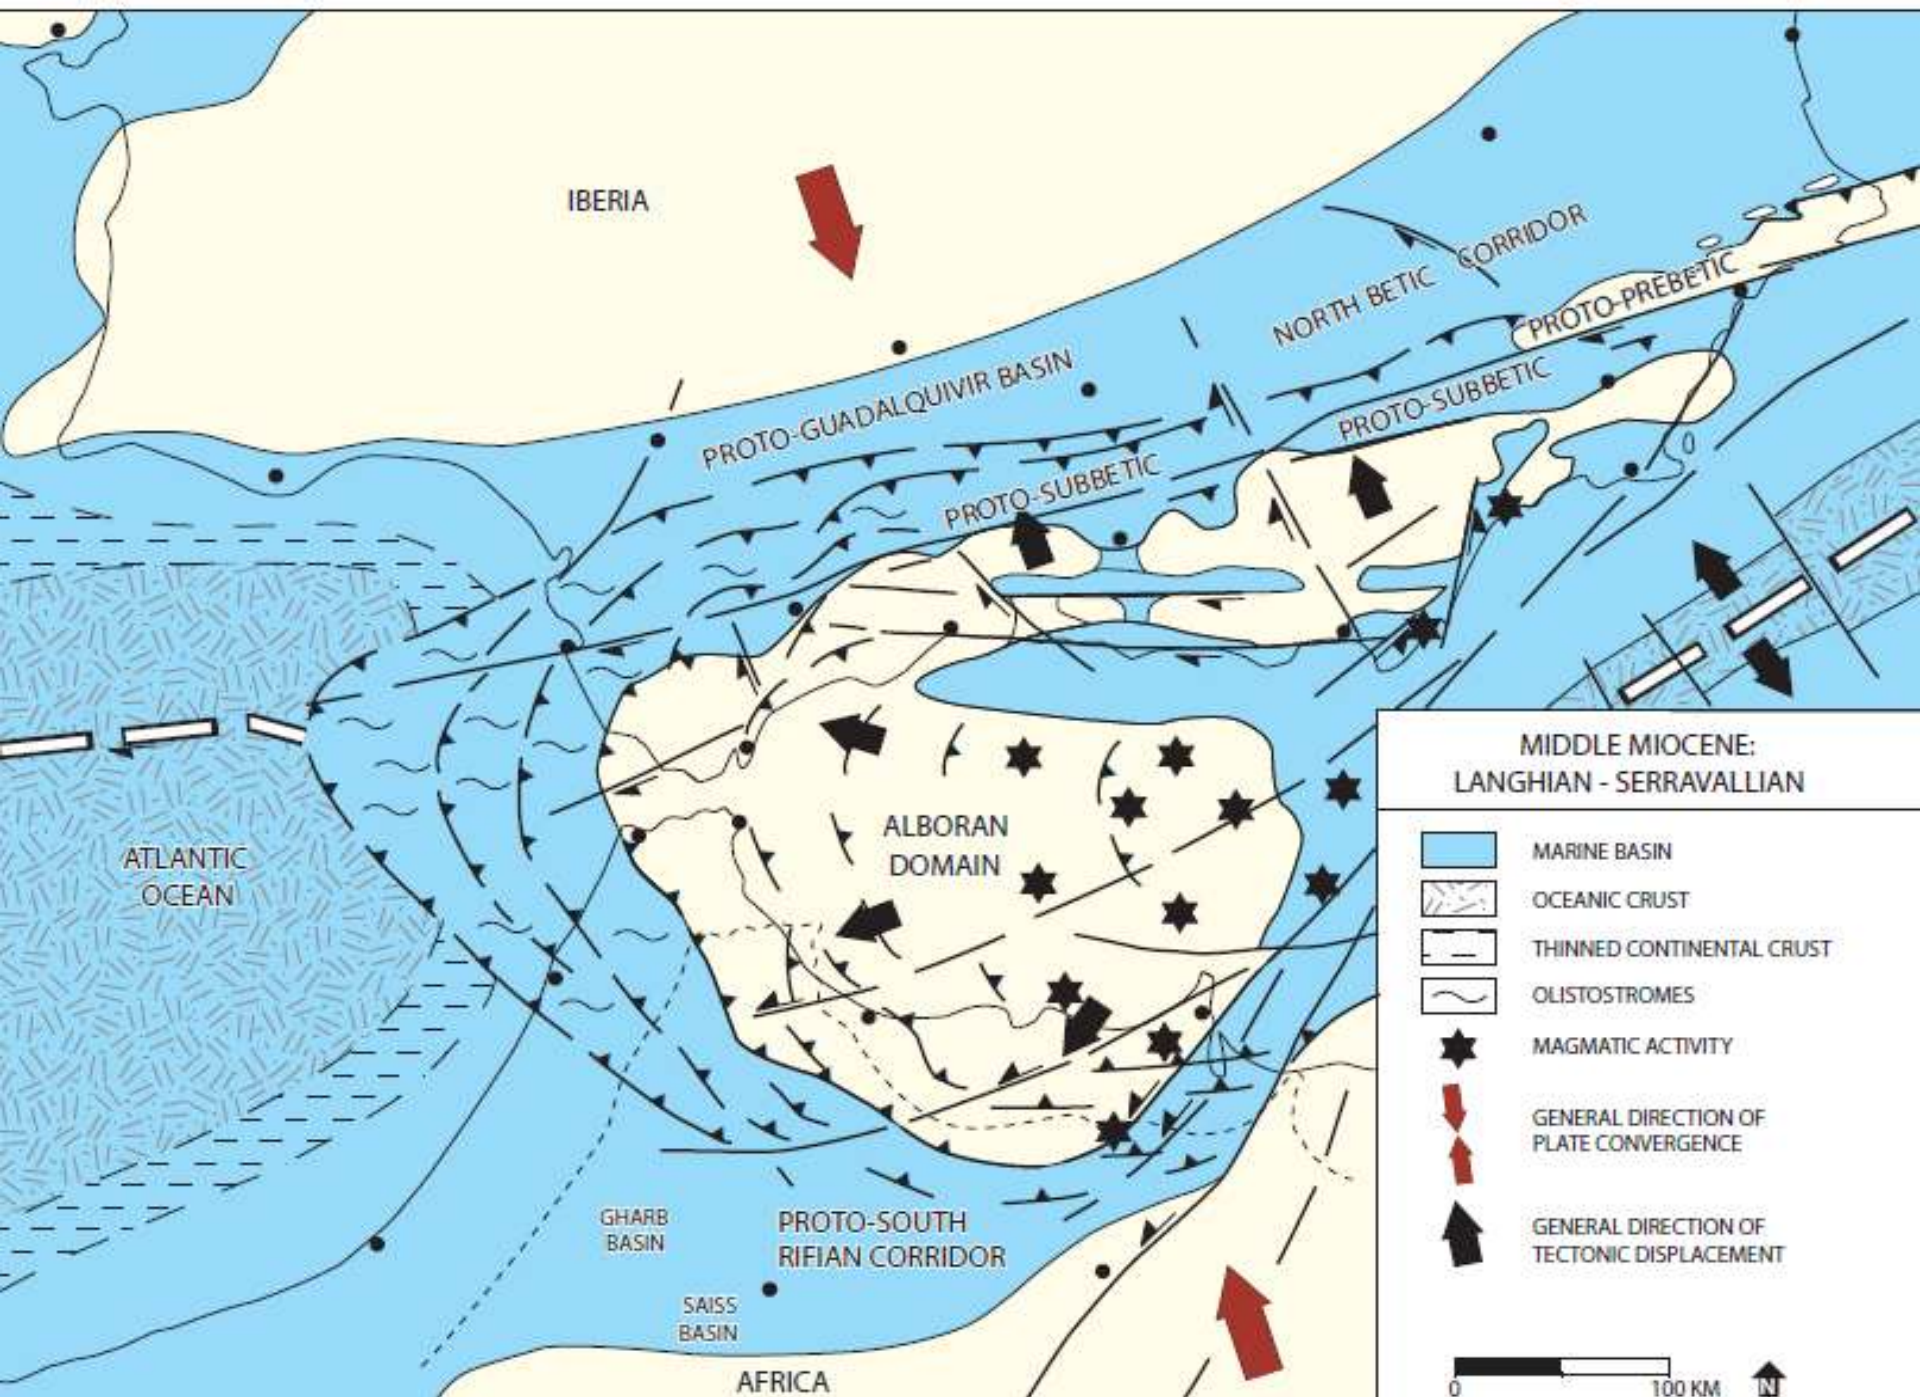 IBERIA
NORTH BETIC CORRIDOR
PROTO-PREBETIC
PROTO-GUADALQUIVIR BASIN
PROTO-SUBBETIC
PROTO-SUBBETIC
ATLANTIC
OCEAN
ALBORAN
DOMAIN
GHARB
BASIN
PROTO-SOUTH
RIFIAN CORRIDOR
SAISS
BASIN
AFRICA
MIDDLE MIOCENE:
LANGHIAN - SERRAVALLIAN
MARINE BASIN
OCEANIC CRUST
THINNED CONTINENTAL CRUST
OLISTOSTROMES
MAGMATIC ACTIVITY
GENERAL DIRECTION OF
PLATE CONVERGENCE
GENERAL DIRECTION OF
TECTONIC DISPLACEMENT
0 100 KM N